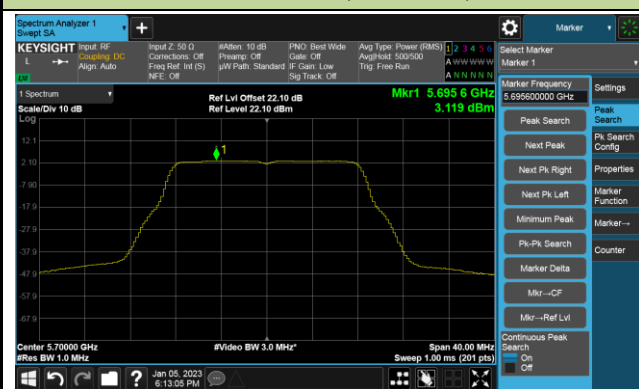 Spectrum Analyzer 1
Swept SA
Marker
KEYSIGHT
L
Input: RF
Coupling: DC
Align: Auto
Input Z: 50 Ω
Corrections: Off
Freq Ref: Int (S)
NFE: Off
#Atten: 10 dB
Preamp: Off
µW Path: Standard
PNO: Best Wide
Gate: Off
IF Gain: Low
Sig Track: Off
Avg Type: Power (RMS)
Avg|Hold: 500/500
Trig: Free Run
1 2 3 4 5 6
A W W W W W
A N N N N N
Select Marker
Marker 1
LM
1 Spectrum
Scale/Div 10 dB
Log
Ref Lvl Offset 22.10 dB
Ref Level 22.10 dBm
Mkr1 5.695 6 GHz
3.119 dBm
12.1
2.10
-7.90
-17.9
-27.9
-37.9
-47.9
-57.9
-67.9
1
Center 5.70000 GHz
#Res BW 1.0 MHz
#Video BW 3.0 MHz*
Span 40.00 MHz
Sweep 1.00 ms (201 pts)
Marker Frequency
5.695600000 GHz
Peak Search
Next Peak
Next Pk Right
Next Pk Left
Minimum Peak
Pk-Pk Search
Marker Delta
Mkr→CF
Mkr→Ref Lvl
Continuous Peak
Search
On
Off
Settings
Peak
Search
Pk Search
Config
Properties
Marker
Function
Marker→
Counter
?
Jan 05, 2023
6:13:05 PM